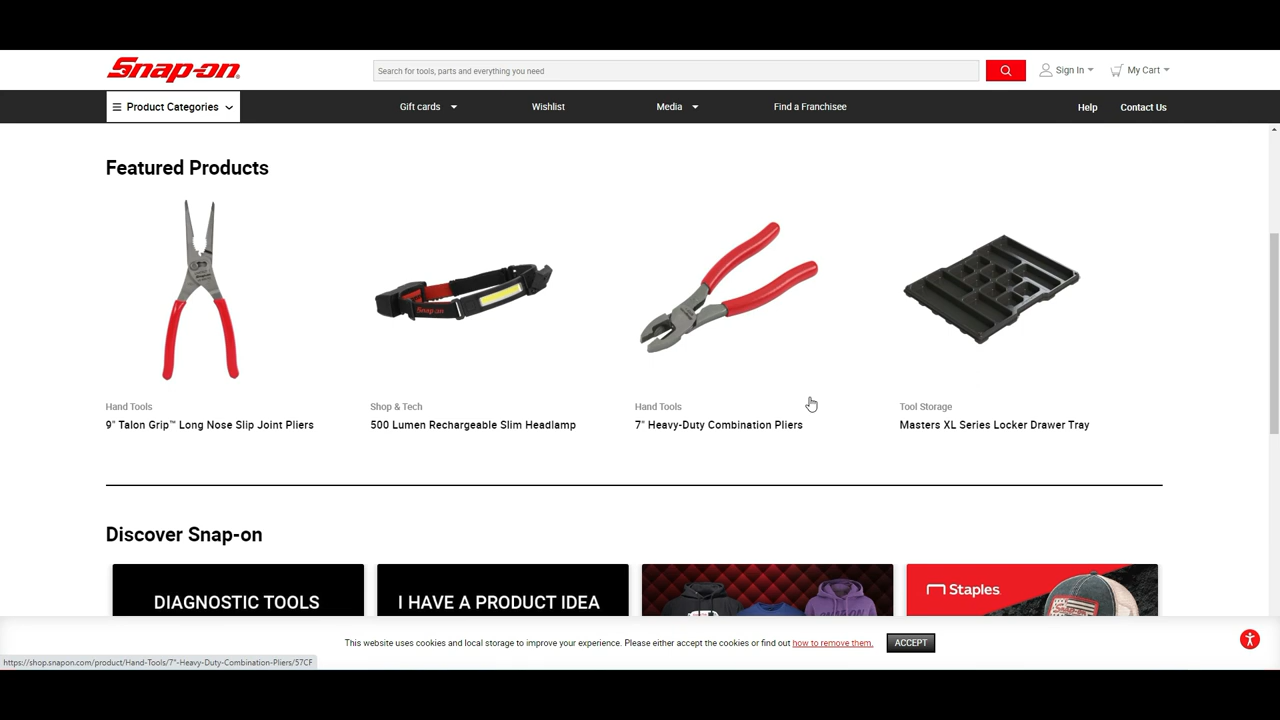 Snap-on
Search for tools, parts and everything you need
Sign In
My Cart
Product Categories
Gift cards
Wishlist
Media
Find a Franchisee
Help
Contact Us
Featured Products
Snap-on
Hand Tools
Shop & Tech
Hand Tools
Tool Storage
9" Talon Grip™ Long Nose Slip Joint Pliers
500 Lumen Rechargeable Slim Headlamp
7" Heavy-Duty Combination Pliers
Masters XL Series Locker Drawer Tray
Discover Snap-on
DIAGNOSTIC TOOLS
I HAVE A PRODUCT IDEA
Staples
This website uses cookies and local storage to improve your experience. Please either accept the cookies or find out how to remove them.
ACCEPT
https://shop.snapon.com/product/Hand-Tools/7"-Heavy-Duty-Combination-Pliers/57CF